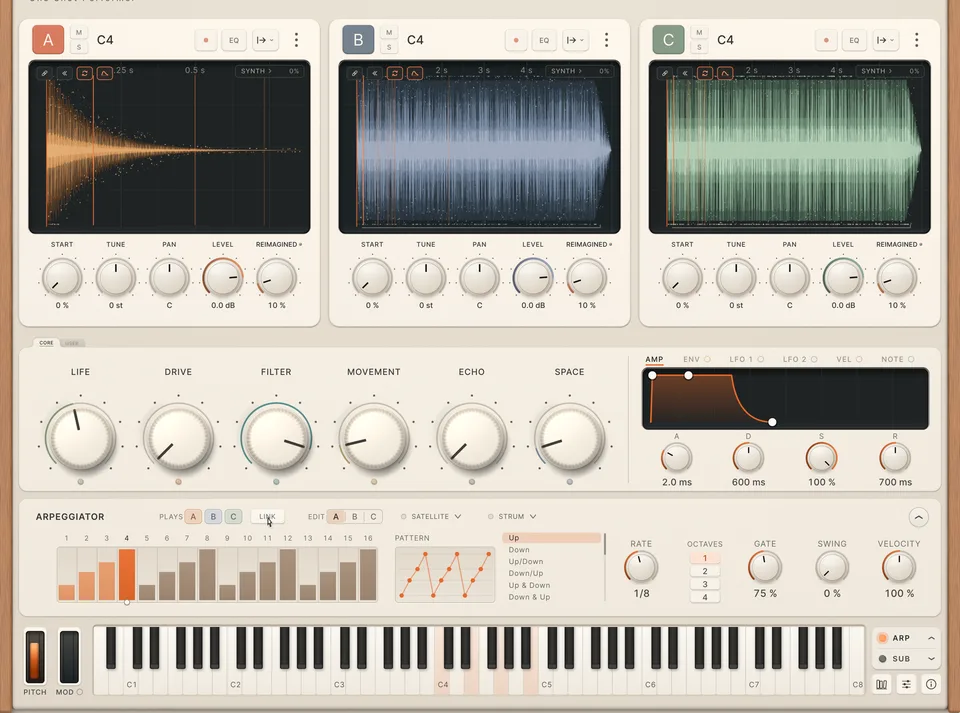 A M S C4 EQ
B M S C4 EQ
C M S C4 EQ
.25 s 0.5 s SYNTH › 0%
2 s 3 s 4 s SYNTH › 0%
2 s 3 s 4 s SYNTH › 0%
START TUNE PAN LEVEL REIMAGINED
START TUNE PAN LEVEL REIMAGINED
START TUNE PAN LEVEL REIMAGINED
0 % 0 st C 0.0 dB 10 %
0 % 0 st C 0.0 dB 10 %
0 % 0 st C 0.0 dB 10 %
CORE
LIFE DRIVE FILTER MOVEMENT ECHO SPACE
AMP ENV LFO 1 LFO 2 VEL NOTE
A D S R
2.0 ms 600 ms 100 % 700 ms
ARPEGGIATOR PLAYS A B C LINK EDIT A B C SATELLITE STRUM
1 2 3 4 5 6 7 8 9 10 11 12 13 14 15 16
PATTERN
Up
Down
Up/Down
Down/Up
Up & Down
Down & Up
RATE OCTAVES GATE SWING VELOCITY
1
2
3
4
1/8 75 % 0 % 100 %
C1 C2 C3 C4 C5 C6 C7 C8
PITCH MOD
ARP
SUB